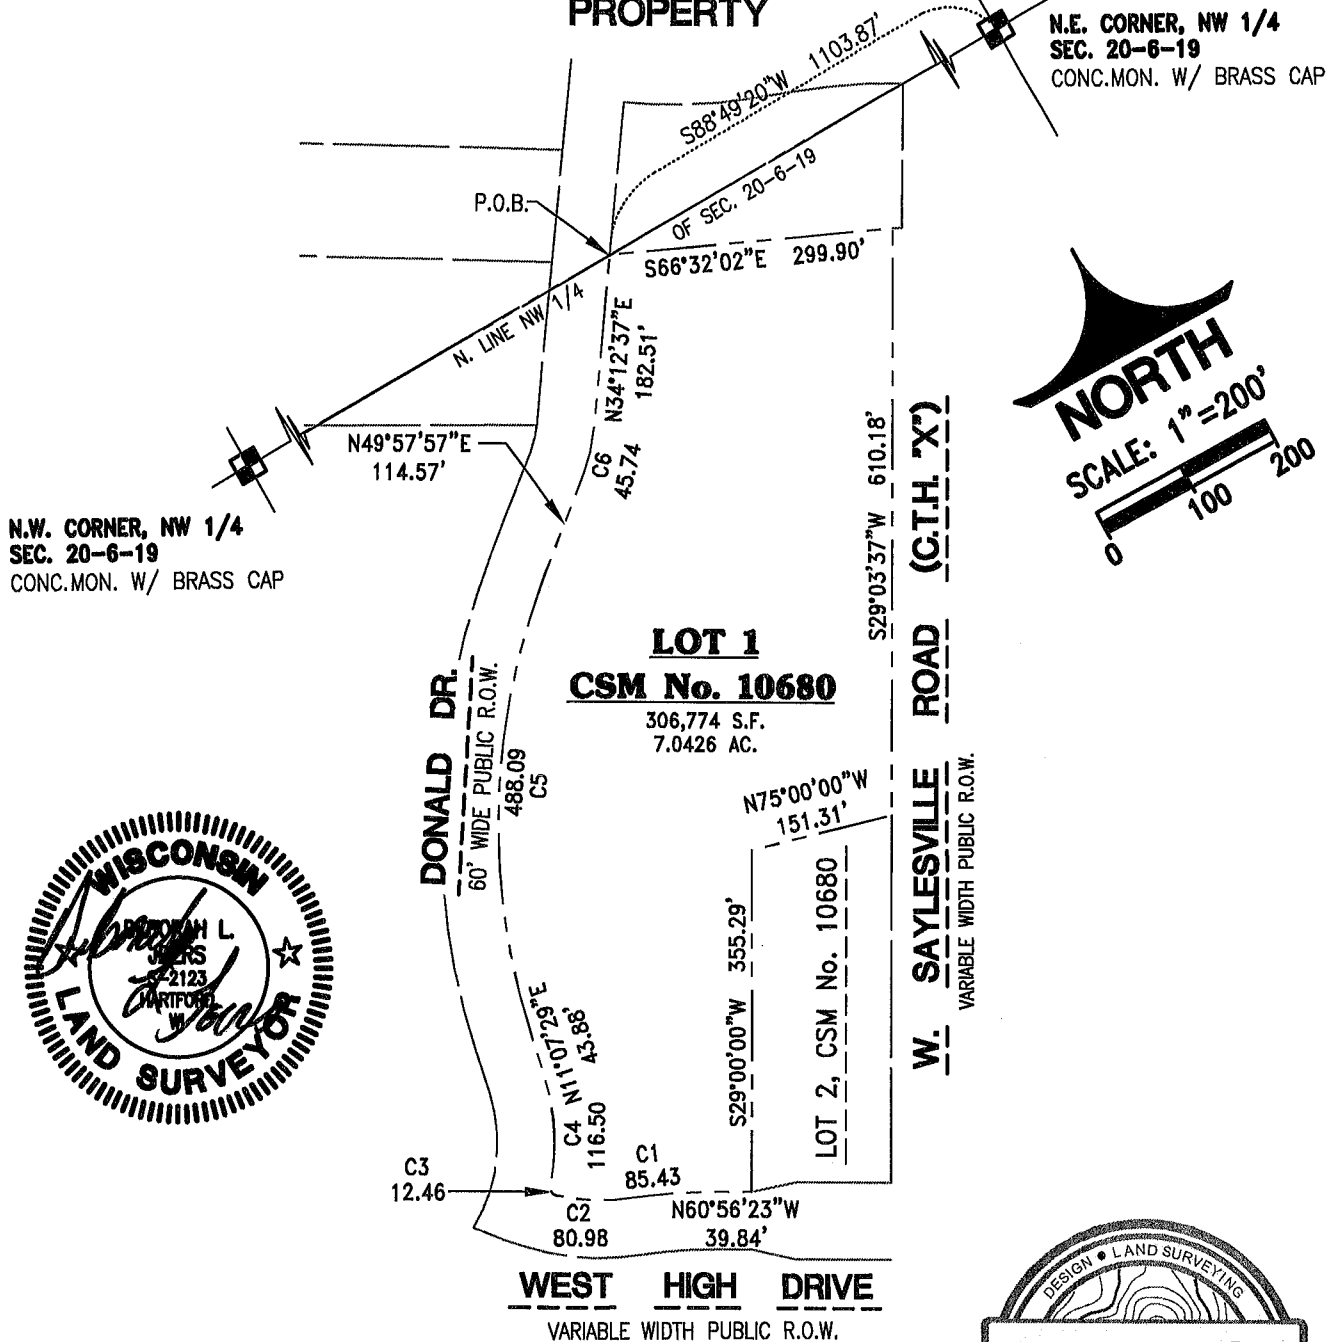 PROPERTY
N.E. CORNER, NW 1/4
SEC. 20-6-19
CONC.MON. W/ BRASS CAP
S88°49'20"W 1103.87'
P.O.B.
OF SEC. 20-6-19
S66°32'02"E 299.90'
N. LINE NW 1/4
N34°12'37"E
182.51'
NORTH
SCALE: 1"=200'
0
100
200
N49°57'57"E
114.57'
C6
45.74
N.W. CORNER, NW 1/4
SEC. 20-6-19
CONC.MON. W/ BRASS CAP
S29°03'37"W 610.18'
W. SAYLESVILLE ROAD (C.T.H. "X")
VARIABLE WIDTH PUBLIC R.O.W.
LOT 1
CSM No. 10680
306,774 S.F.
7.0426 AC.
DONALD DR.
60' WIDE PUBLIC R.O.W.
488.09
C5
N75°00'00"W
151.31'
S29°00'00"W 355.29'
LOT 2, CSM No. 10680
WISCONSIN
L.
S-2123
HARTFORD
WI
LAND SURVEYOR
N11°07'29"E
43.88'
C4
116.50
C3
12.46
C1
85.43
C2
80.98
N60°56'23"W
39.84'
WEST HIGH DRIVE
VARIABLE WIDTH PUBLIC R.O.W.
DESIGN • LAND SURVEYING